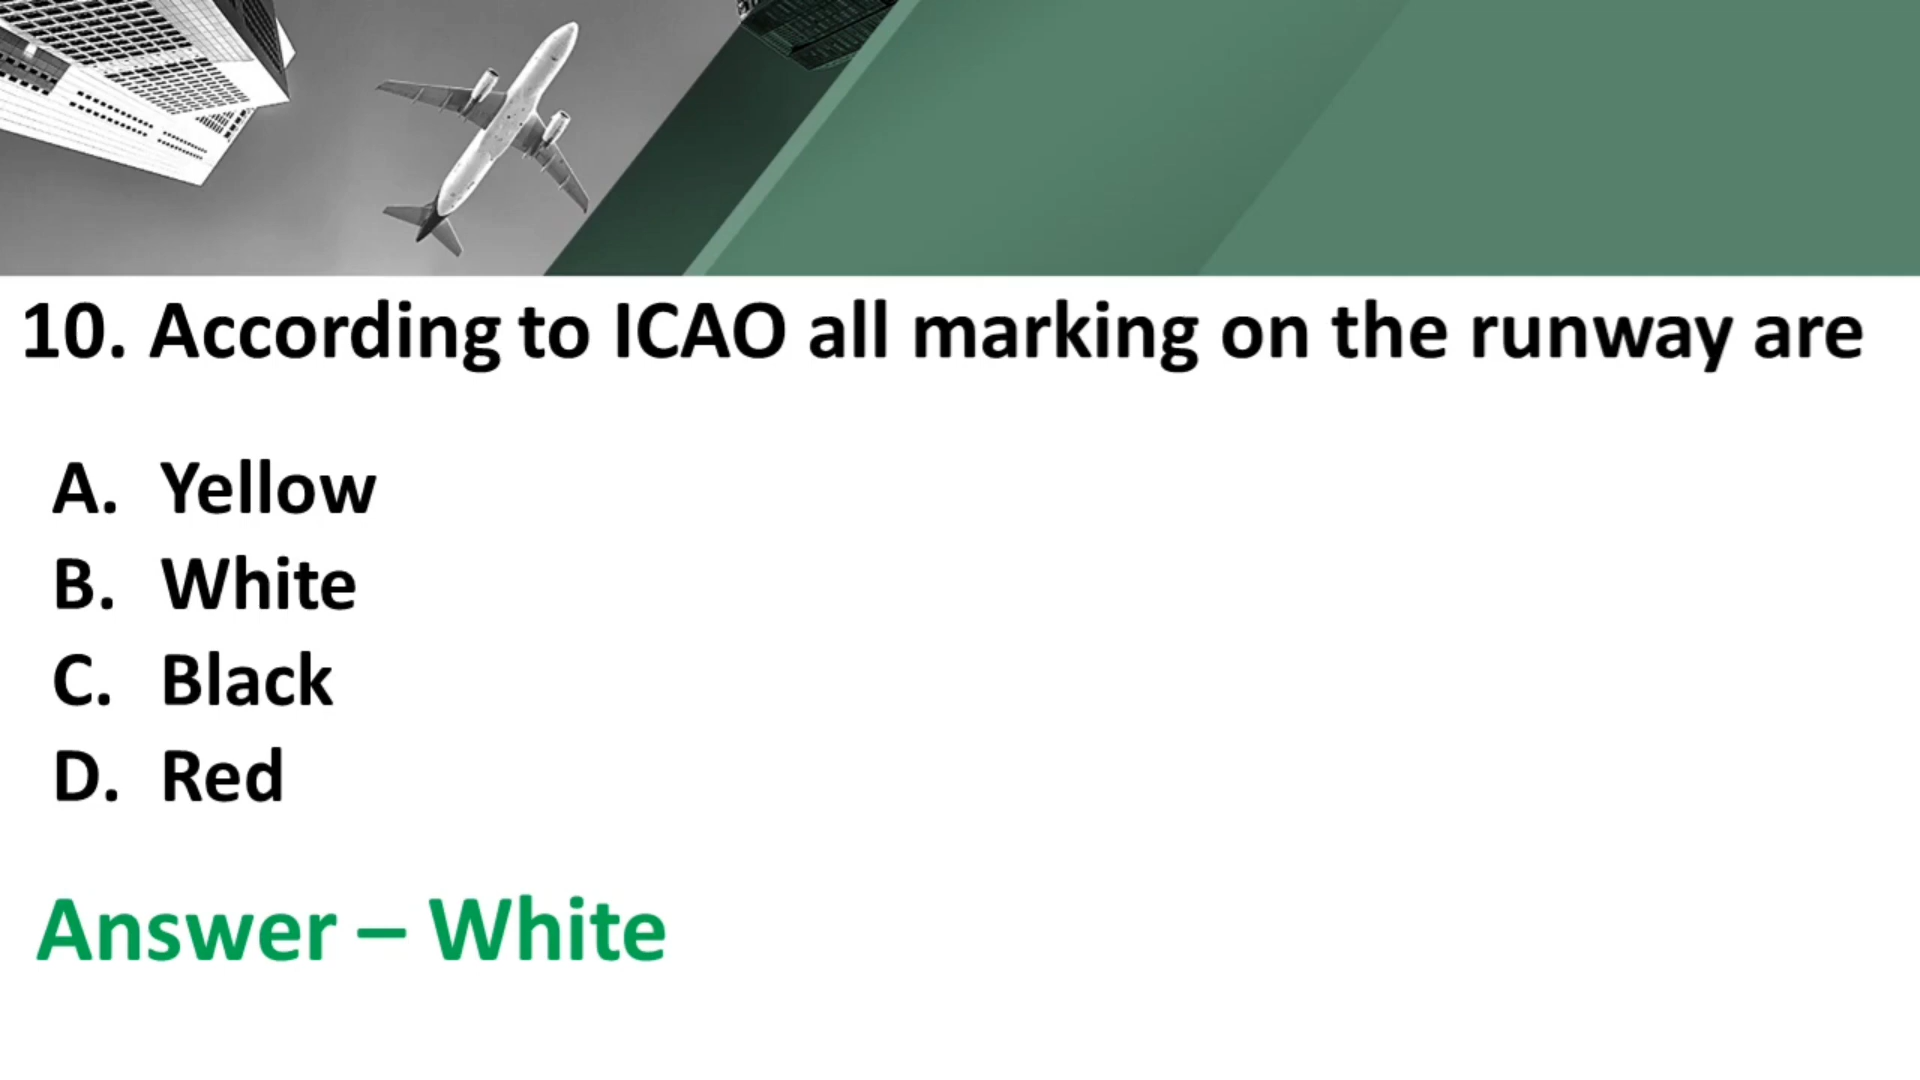 10. According to ICAO all marking on the runway are
A. Yellow
B. White
C. Black
D. Red
Answer – White